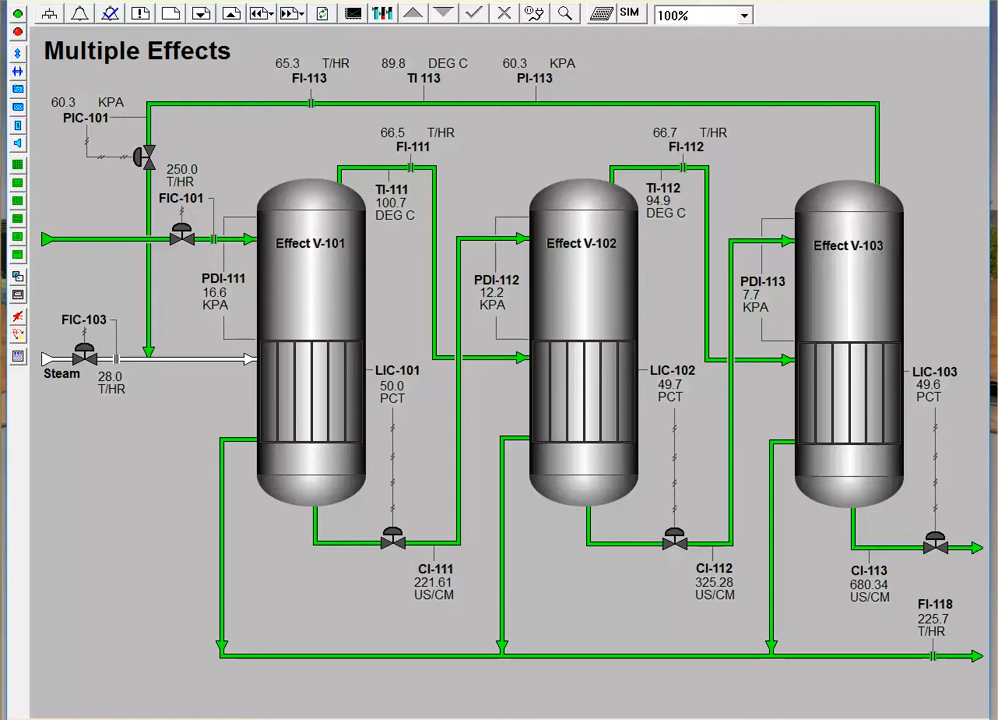 SIM
100%
Multiple Effects
65.3 T/HR
FI-113
89.8 DEG C
TI 113
60.3 KPA
PI-113
60.3 KPA
PIC-101
250.0
T/HR
FIC-101
66.5 T/HR
FI-111
66.7 T/HR
FI-112
TI-111
100.7
DEG C
TI-112
94.9
DEG C
Effect V-101
Effect V-102
Effect V-103
PDI-111
16.6
KPA
PDI-112
12.2
KPA
PDI-113
7.7
KPA
FIC-103
Steam
28.0
T/HR
LIC-101
50.0
PCT
LIC-102
49.7
PCT
LIC-103
49.6
PCT
CI-111
221.61
US/CM
CI-112
325.28
US/CM
CI-113
680.34
US/CM
FI-118
225.7
T/HR